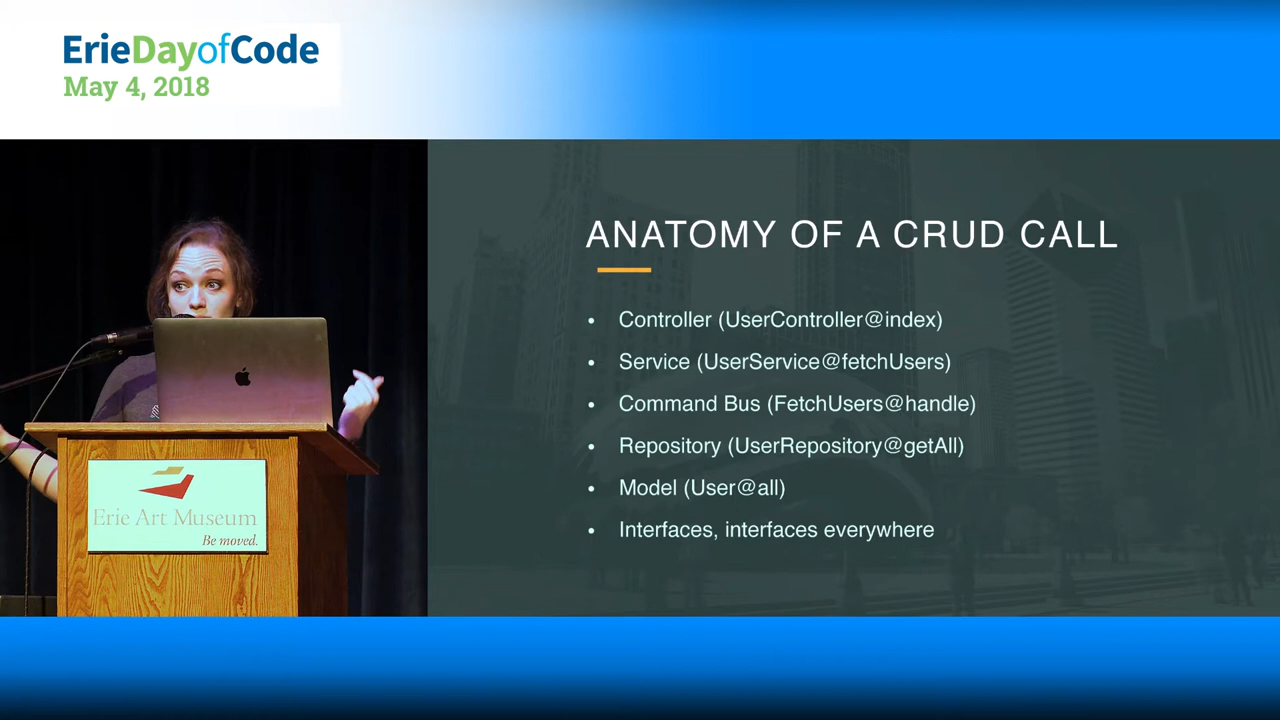 ErieDayofCode
May 4, 2018
ANATOMY OF A CRUD CALL
• Controller (UserController@index)
• Service (UserService@fetchUsers)
• Command Bus (FetchUsers@handle)
• Repository (UserRepository@getAll)
• Model (User@all)
• Interfaces, interfaces everywhere
Erie Art Museum
Be moved.